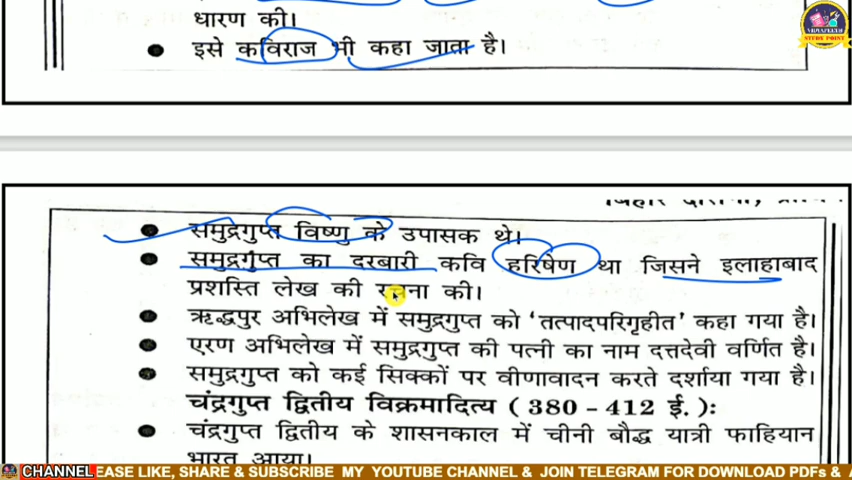 धारण की।
इसे कविराज भी कहा जाता है।
समुद्रगुप्त विष्णु के उपासक थे।
समुद्रगुप्त का दरबारी कवि हरिषेण था जिसने इलाहाबाद
प्रशस्ति लेख की रचना की।
ऋद्धपुर अभिलेख में समुद्रगुप्त को ‘तत्पादपरिगृहीत’ कहा गया है।
एरण अभिलेख में समुद्रगुप्त की पत्नी का नाम दत्तदेवी वर्णित है।
समुद्रगुप्त को कई सिक्कों पर वीणावादन करते दर्शाया गया है।
चंद्रगुप्त द्वितीय विक्रमादित्य (380 - 412 ई.):
चंद्रगुप्त द्वितीय के शासनकाल में चीनी बौद्ध यात्री फाहियान
भारत आया।
CHANNEL EASE LIKE, SHARE & SUBSCRIBE MY YOUTUBE CHANNEL & JOIN TELEGRAM FOR DOWNLOAD PDFs &
STUDY POINT